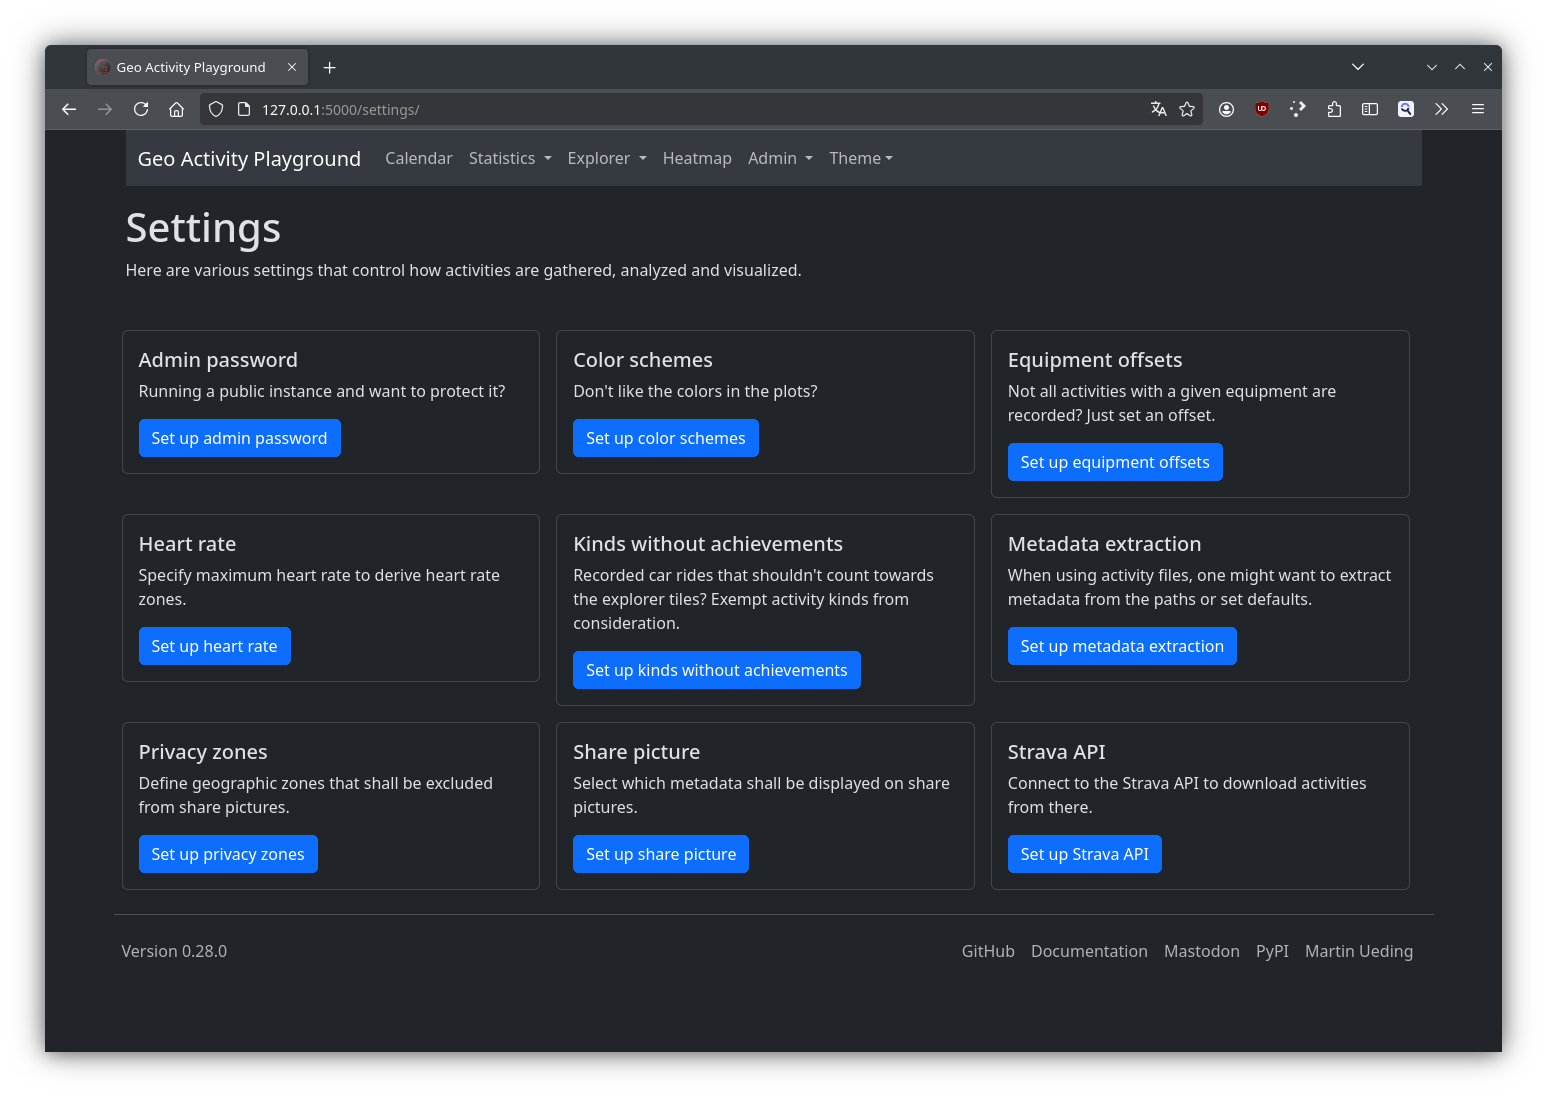 Geo Activity Playground
127.0.0.1:5000/settings/
Geo Activity Playground Calendar Statistics Explorer Heatmap Admin Theme
Settings
Here are various settings that control how activities are gathered, analyzed and visualized.
Admin password
Running a public instance and want to protect it?
Set up admin password
Color schemes
Don't like the colors in the plots?
Set up color schemes
Equipment offsets
Not all activities with a given equipment are
recorded? Just set an offset.
Set up equipment offsets
Heart rate
Specify maximum heart rate to derive heart rate
zones.
Set up heart rate
Kinds without achievements
Recorded car rides that shouldn't count towards
the explorer tiles? Exempt activity kinds from
consideration.
Set up kinds without achievements
Metadata extraction
When using activity files, one might want to extract
metadata from the paths or set defaults.
Set up metadata extraction
Privacy zones
Define geographic zones that shall be excluded
from share pictures.
Set up privacy zones
Share picture
Select which metadata shall be displayed on share
pictures.
Set up share picture
Strava API
Connect to the Strava API to download activities
from there.
Set up Strava API
Version 0.28.0 GitHub Documentation Mastodon PyPI Martin Ueding